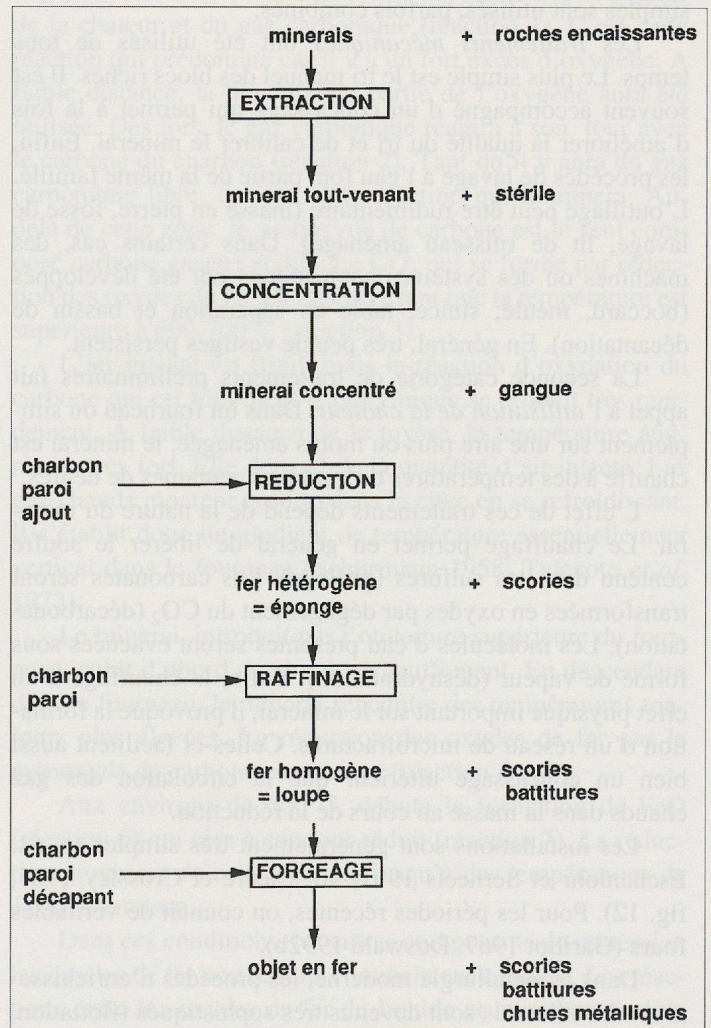 minerais + roches encaissantes
EXTRACTION
minerai tout-venant + stérile
CONCENTRATION
minerai concentré + gangue
charbon
paroi
ajout
REDUCTION
fer hétérogène + scories
= éponge
charbon
paroi
RAFFINAGE
fer homogène + scories
= loupe battitures
charbon
paroi
décapant
FORGEAGE
objet en fer + scories
battitures
chutes métalliques